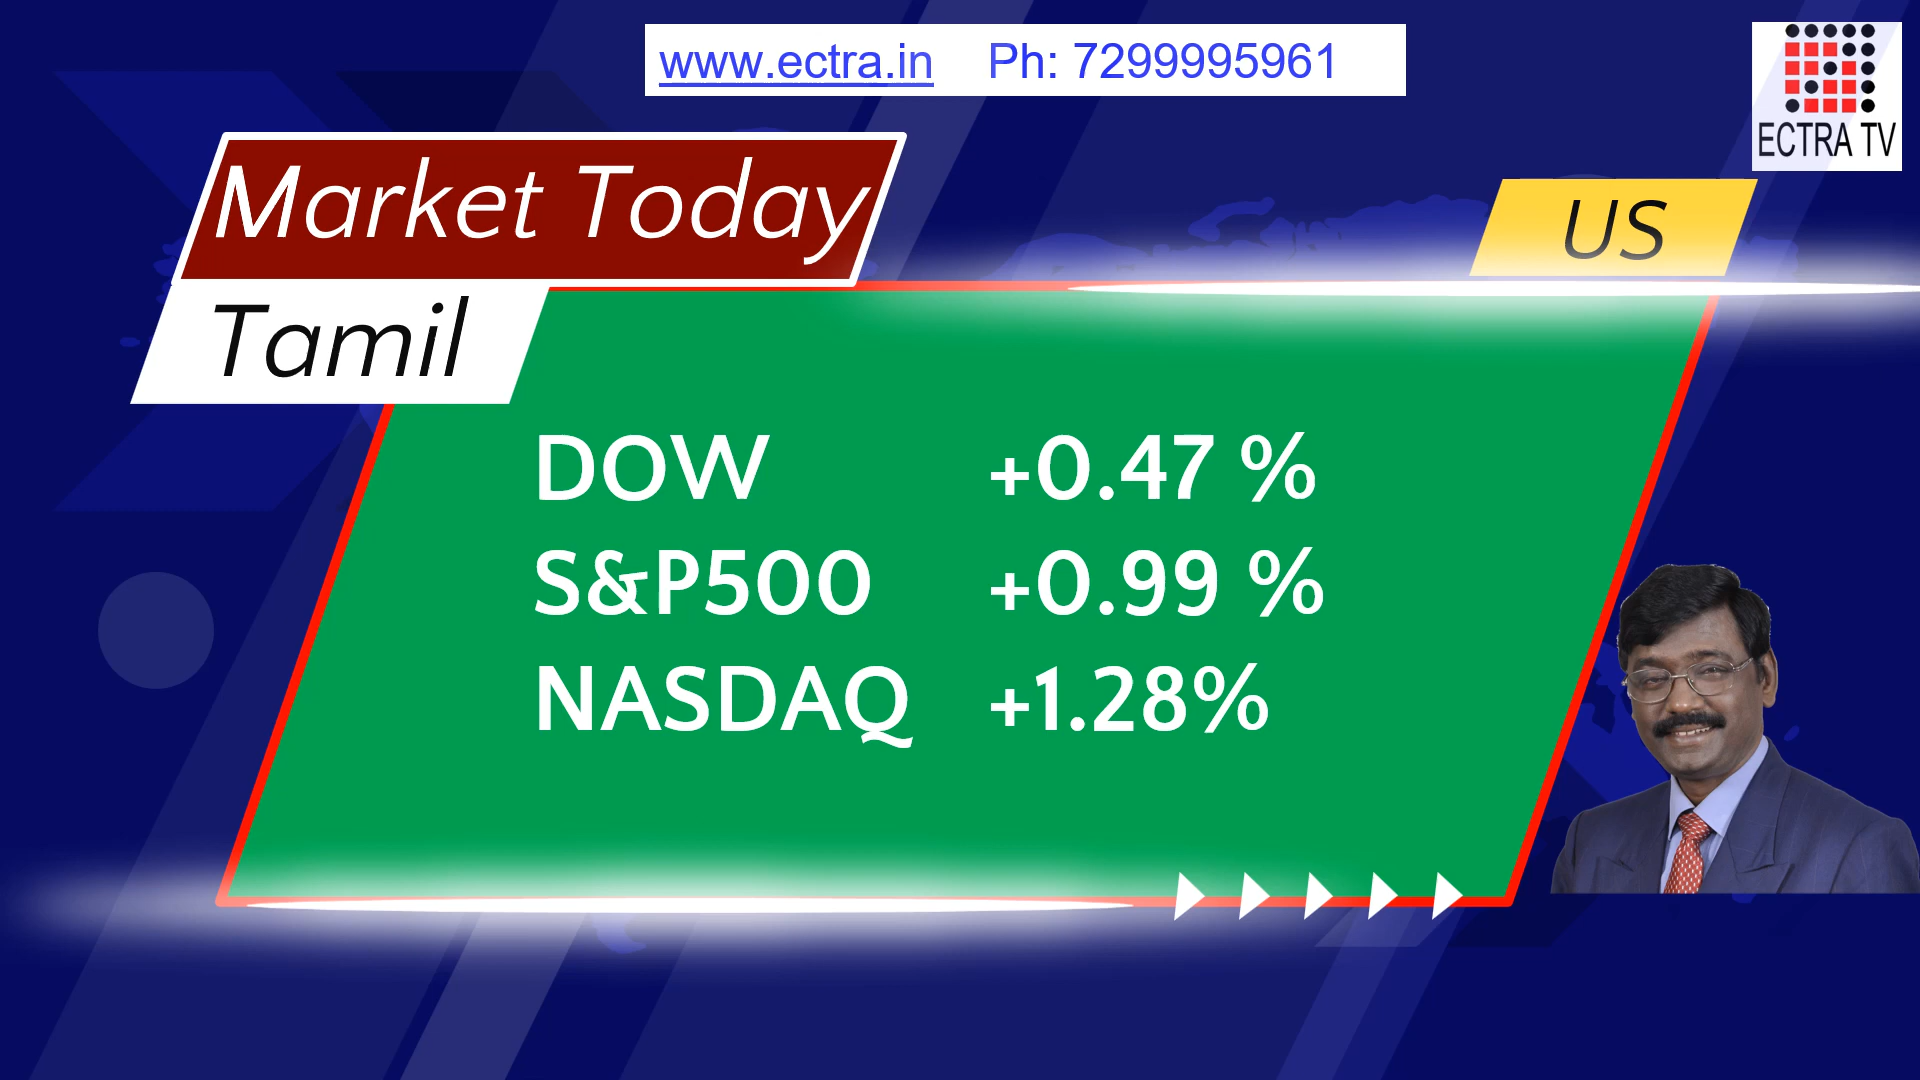 www.ectra.in Ph: 7299995961
ECTRA TV
Market Today
US
Tamil
DOW +0.47 %
S&P500 +0.99 %
NASDAQ +1.28%